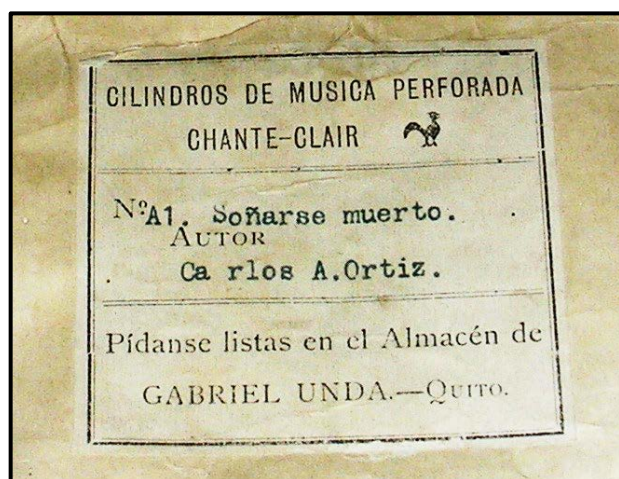 CILINDROS DE MUSICA PERFORADA
CHANTE-CLAIR
NºA1. Soñarse muerto.
AUTOR
Ca rlos A.Ortiz.
Pídanse listas en el Almacén de
GABRIEL UNDA.—QUITO.